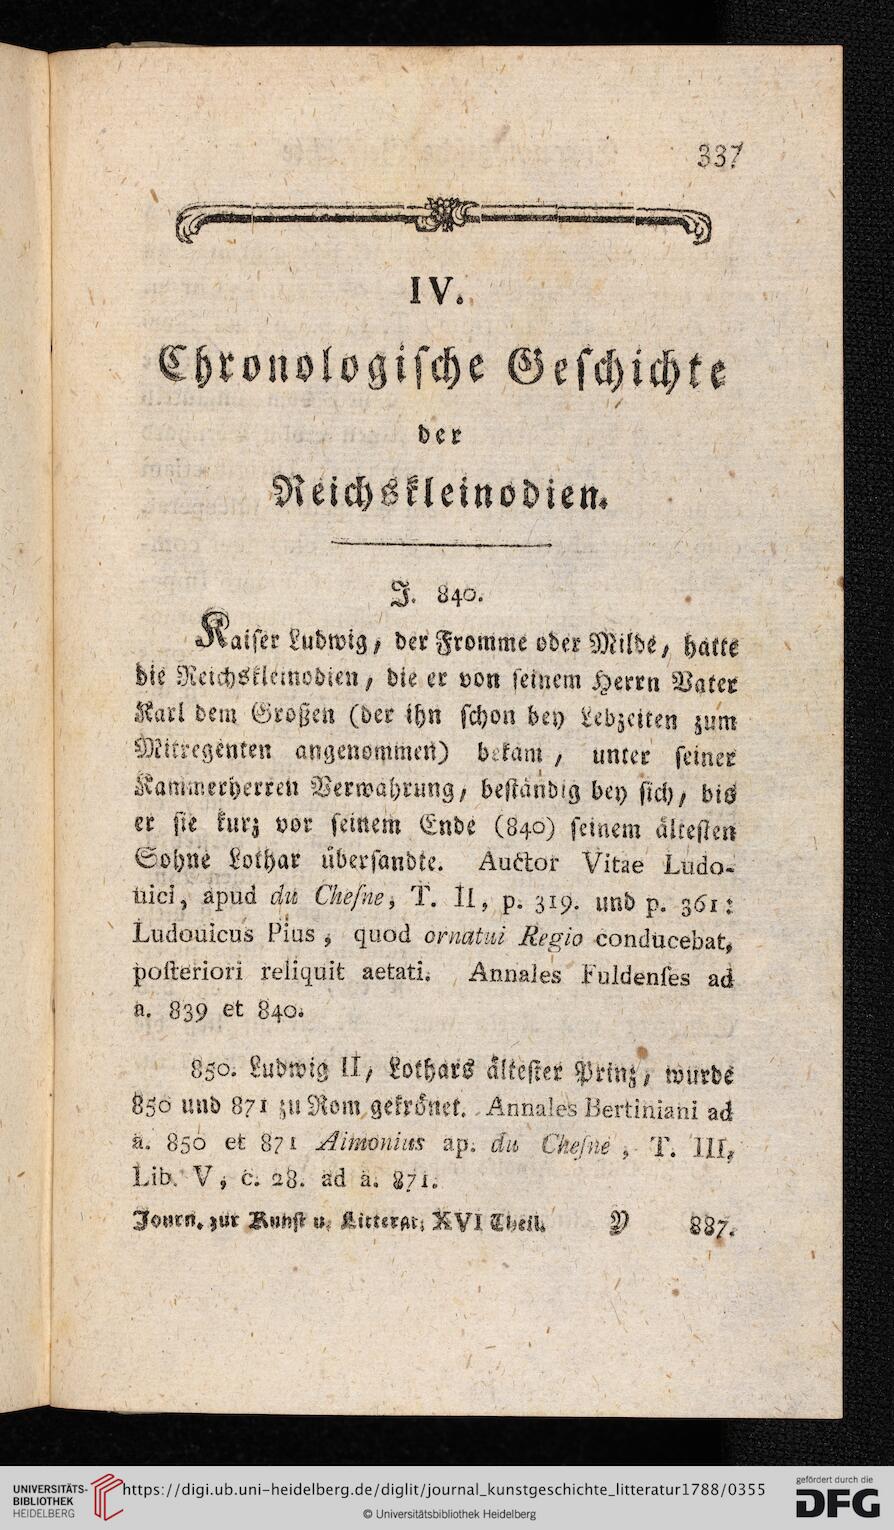 337
IV.
Chronologische Geschichte
der
Reichskleinodien.
J. 840.
Kaiser Ludwig, der Fromme oder Milde, hatte
die Reichskleinodien, die er von seinem Herrn Vater
Karl dem Großen (der ihn schon bey Lebzeiten zum
Mitregenten angenommen) bekam, unter seiner
Kammerherren Verwahrung, beständig bey sich, bis
er sie kurz vor seinem Ende (840) seinem ältesten
Sohne Lothar übersandte. Auctor Vitae Ludo-
uici, apud du Cheſne, T. II, p. 319. und p. 361:
Ludouicus Pius, quod ornatui Regio conducebat,
poſteriori reliquit aetati. Annales Fuldenſes ad
a. 839 et 840.
850. Ludwig II, Lothars ältester Prinz, wurde
850 und 871 zu Rom gekrönet. Annales Bertiniani ad
a. 850 et 871 Aimonius ap. du Cheſne, T. III,
Lib. V, c. 28. ad a. 871.
Journ. zur Kunst u. Litterat. XVI Theil. Y 887.
UNIVERSITÄTS-
BIBLIOTHEK
HEIDELBERG
https://digi.ub.uni-heidelberg.de/diglit/journal_kunstgeschichte_litteratur1788/0355
© Universitätsbibliothek Heidelberg
gefördert durch die
DFG